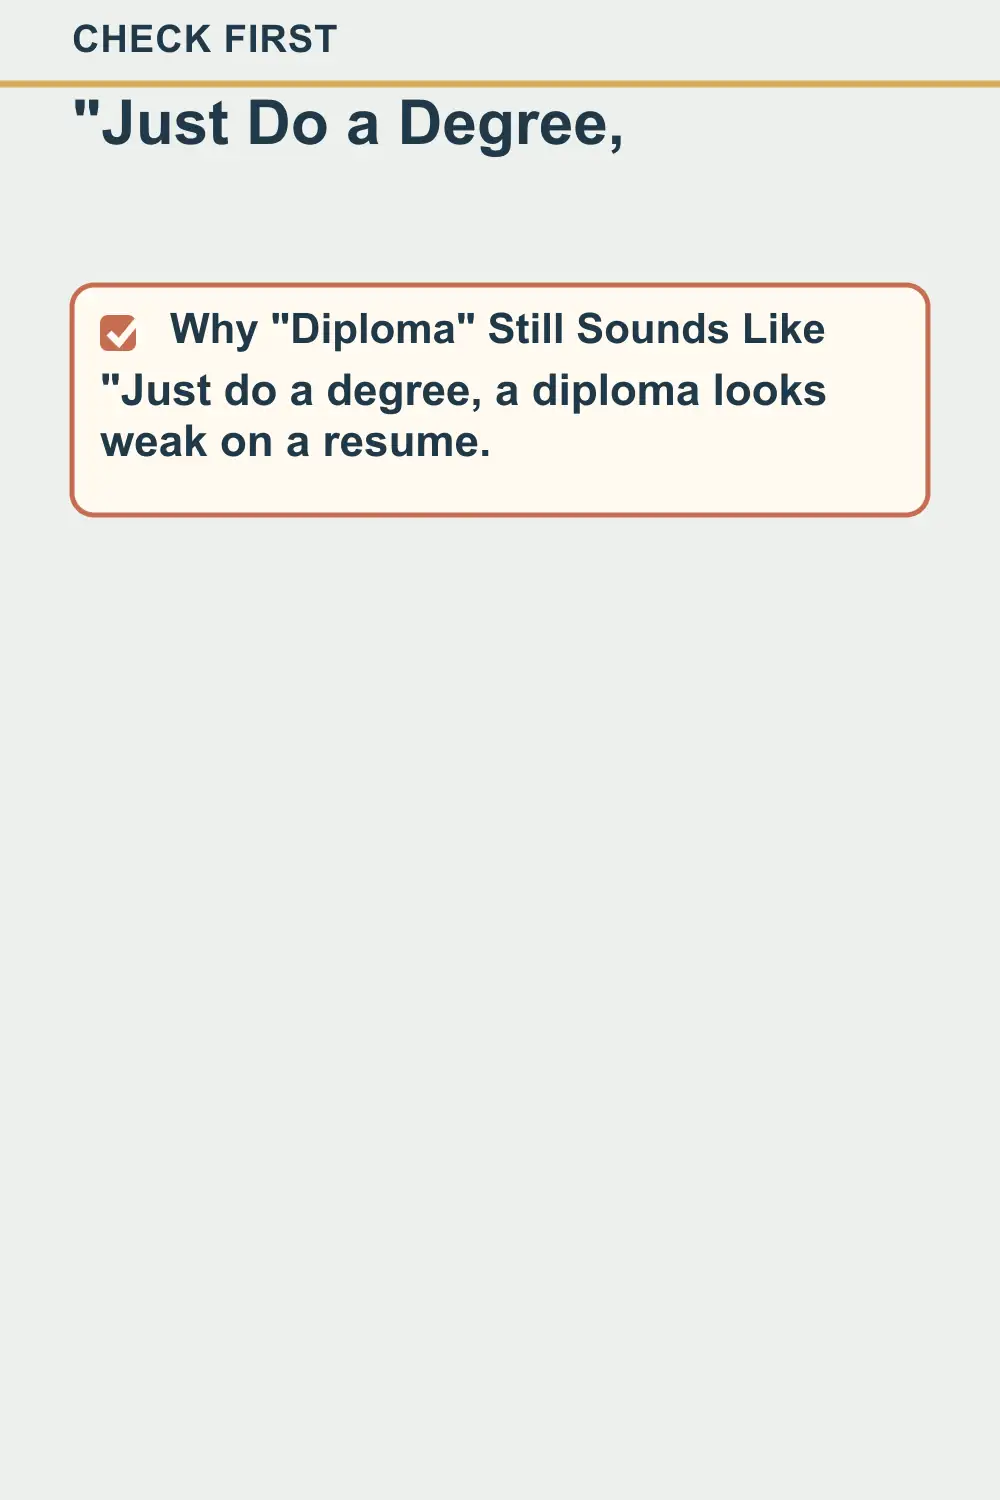 CHECK FIRST
"Just Do a Degree,
Why "Diploma" Still Sounds Like
"Just do a degree, a diploma looks
weak on a resume.